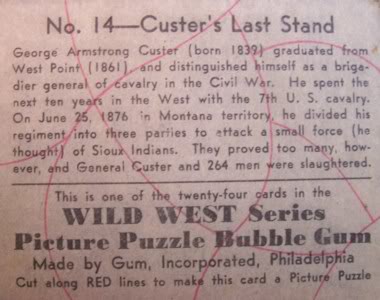 No. 14—Custer's Last Stand
George Armstrong Custer (born 1839) graduated from
West Point (1861) and distinguished himself as a briga-
dier general of cavalry in the Civil War. He spent the
next ten years in the West with the 7th U. S. cavalry.
On June 25, 1876 in Montana territory, he divided his
regiment into three parties to attack a small force (he
thought) of Sioux Indians. They proved too many, how-
ever, and General Custer and 264 men were slaughtered.
This is one of the twenty-four cards in the
WILD WEST Series
Picture Puzzle Bubble Gum
Made by Gum, Incorporated, Philadelphia
Cut along RED lines to make this card a Picture Puzzle